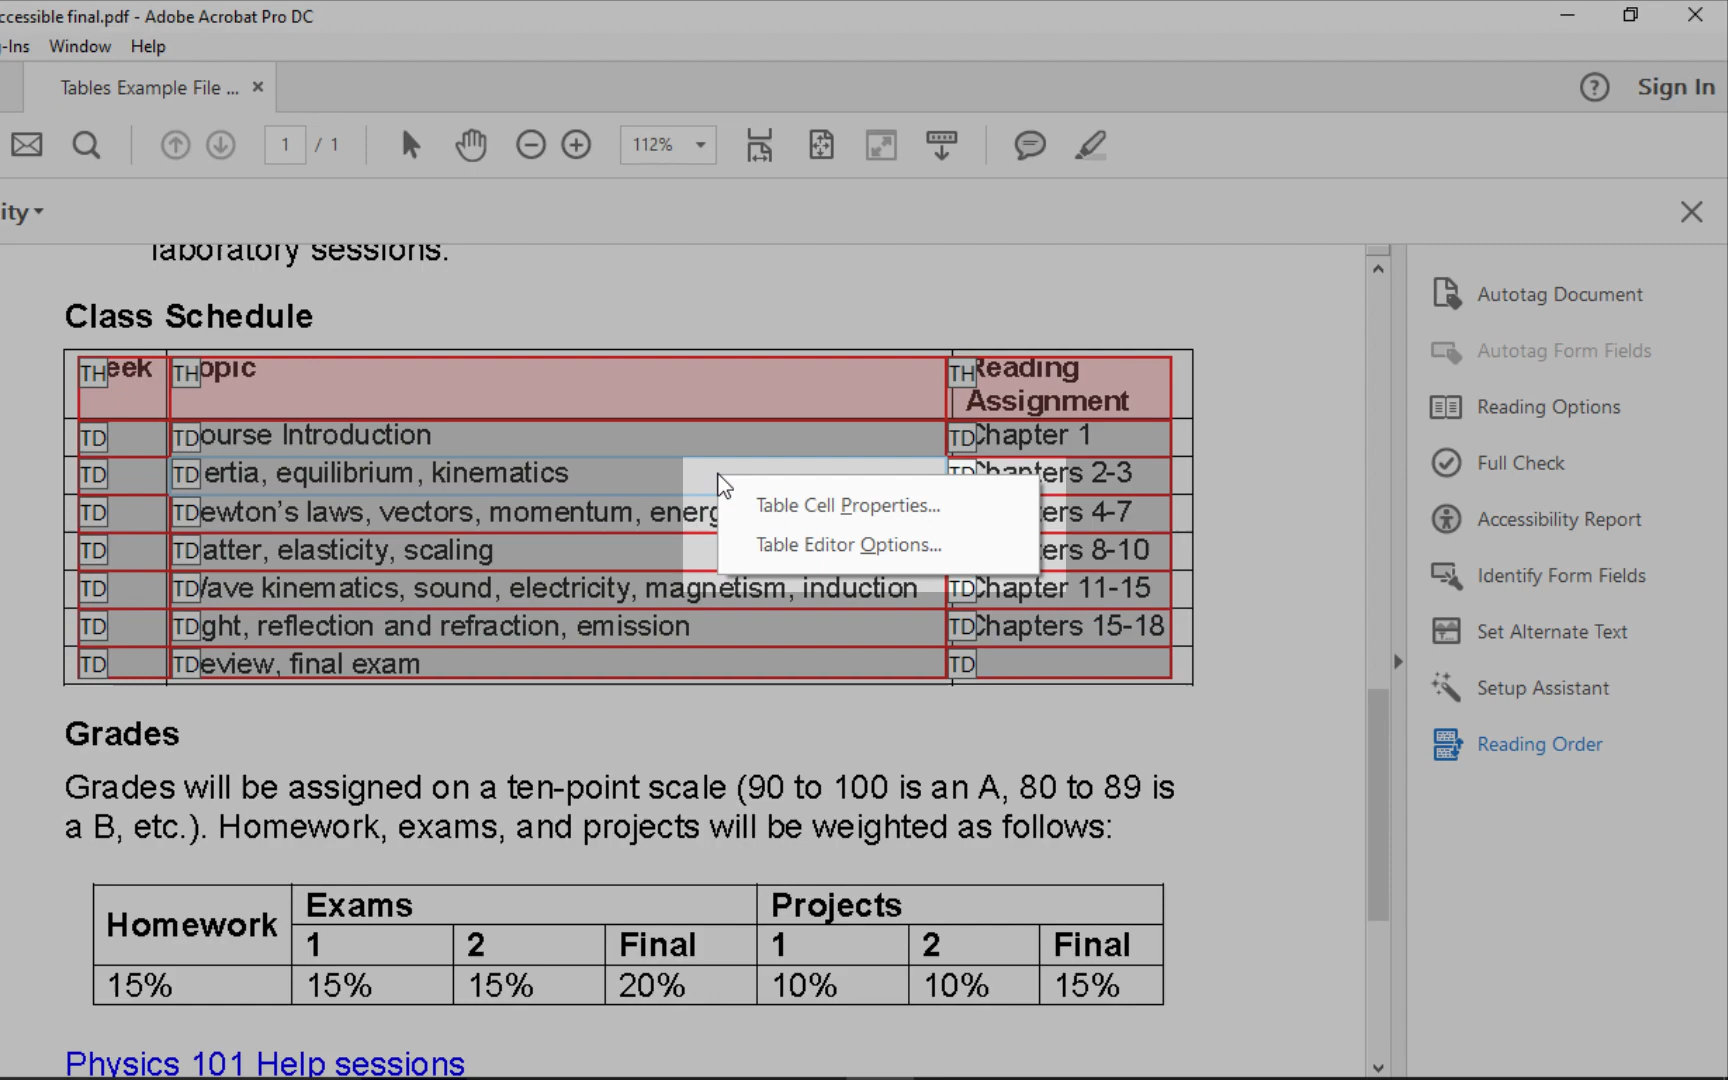 ccessible final.pdf - Adobe Acrobat Pro DC
-Ins Window Help
Tables Example File ... ×
? Sign In
1 / 1 112%
ity
laboratory sessions.
Class Schedule
TH eek TH opic TH Reading
Assignment
TD TD ourse Introduction TD Chapter 1
TD TD ertia, equilibrium, kinematics TD Chapters 2-3
TD TD ewton's laws, vectors, momentum, energ ers 4-7
TD TD atter, elasticity, scaling ers 8-10
TD TD ave kinematics, sound, electricity, magnetism, induction TD Chapter 11-15
TD TD ght, reflection and refraction, emission TD Chapters 15-18
TD TD eview, final exam TD
Table Cell Properties...
Table Editor Options...
Grades
Grades will be assigned on a ten-point scale (90 to 100 is an A, 80 to 89 is
a B, etc.). Homework, exams, and projects will be weighted as follows:
Homework Exams Projects
1 2 Final 1 2 Final
15% 15% 15% 20% 10% 10% 15%
Physics 101 Help sessions
Autotag Document
Autotag Form Fields
Reading Options
Full Check
Accessibility Report
Identify Form Fields
Set Alternate Text
Setup Assistant
Reading Order